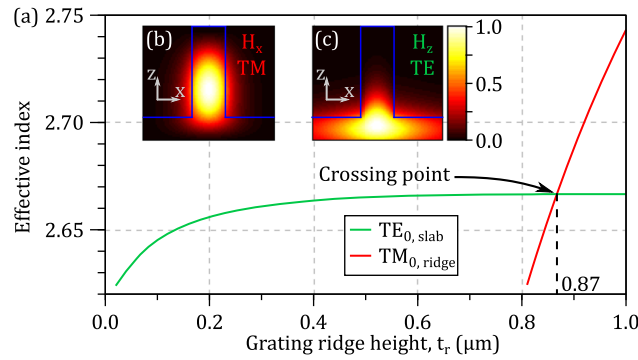 (a)
2.75
2.70
2.65
Effective index
(b)
Hx
TM
z
x
(c)
Hz
TE
z
x
1.0
0.5
0.0
Crossing point
TE0, slab
TM0, ridge
0.87
0.0
0.2
0.4
0.6
0.8
1.0
Grating ridge height, tr (μm)